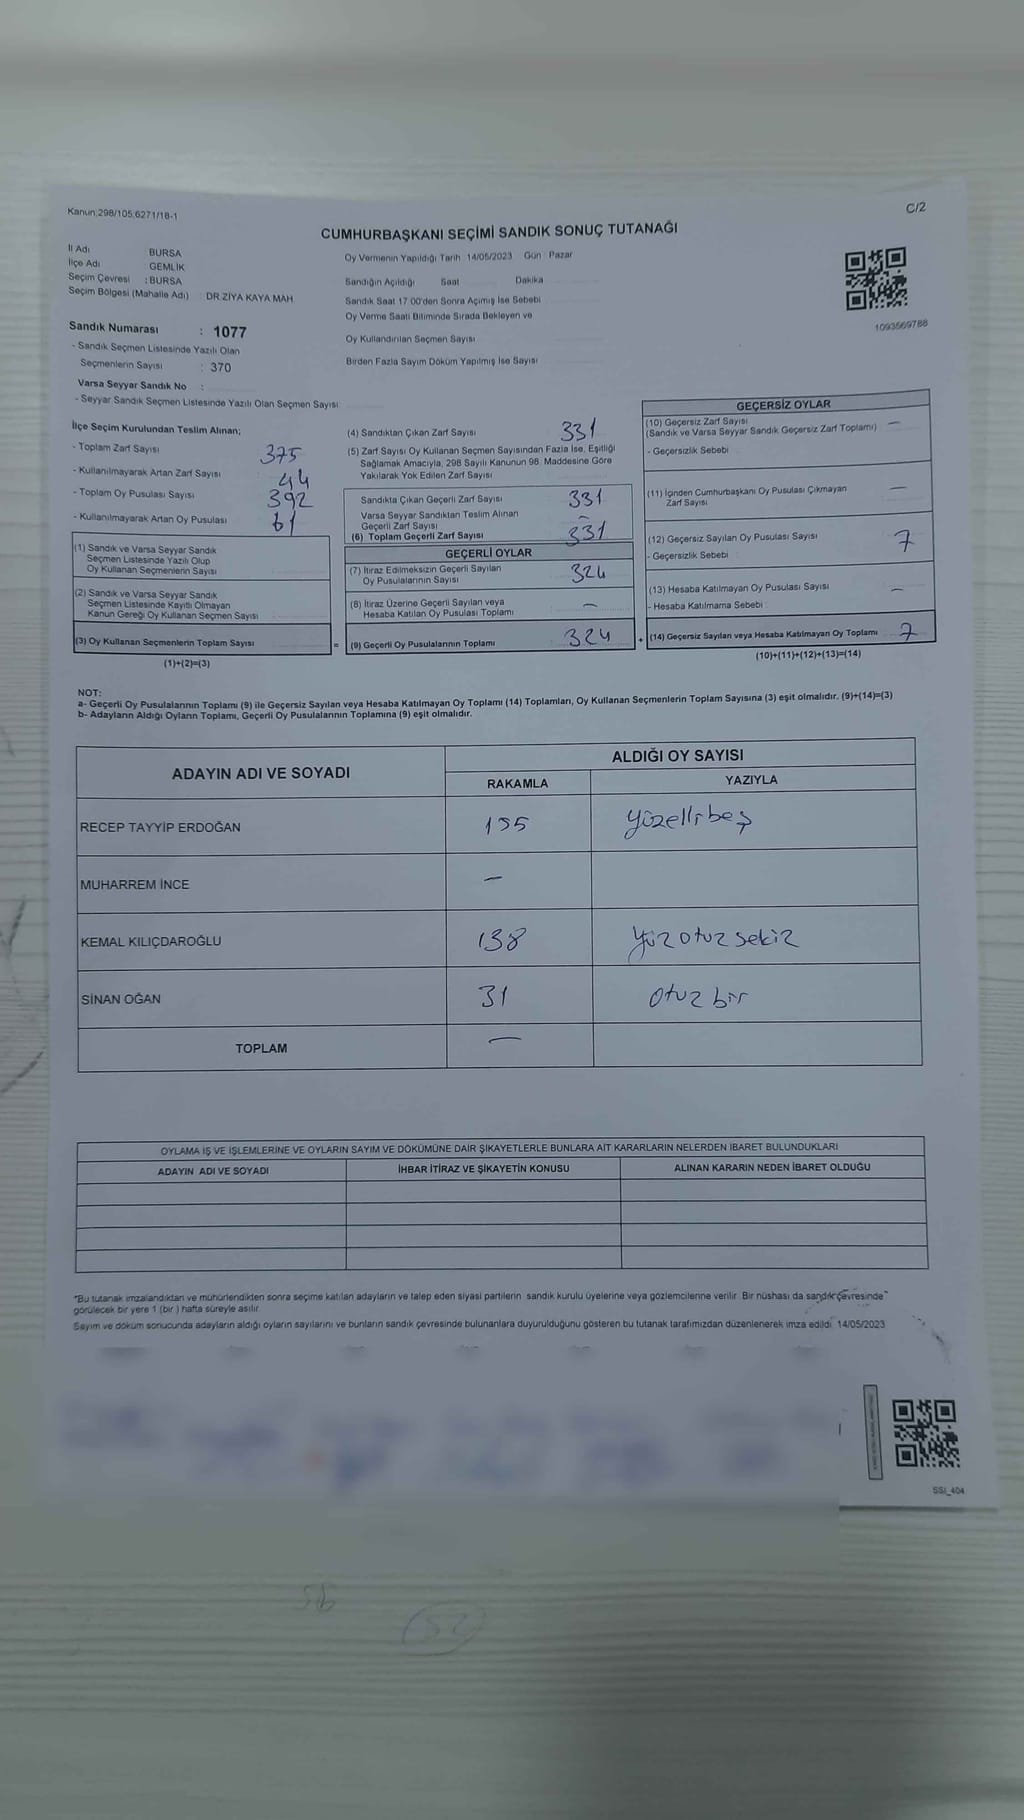 Kanun;298/105,6271/18-1
C/2
CUMHURBAŞKANI SEÇİMİ SANDIK SONUÇ TUTANAĞI
İl Adı BURSA
İlçe Adı GEMLİK
Seçim Çevresi : BURSA
Seçim Bölgesi (Mahalle Adı) : DR.ZİYA KAYA MAH
Oy Vermenin Yapıldığı Tarih 14/05/2023 Gün Pazar
Sandığın Açıldığı Saat Dakika
Sandık Saat 17.00'den Sonra Açımış İse Sebebi
Oy Verme Saati Bitiminde Sırada Bekleyen ve
Oy Kullandırılan Seçmen Sayısı
Birden Fazla Sayım Döküm Yapılmış İse Sayısı
1093569788
Sandık Numarası : 1077
- Sandık Seçmen Listesinde Yazılı Olan
Seçmenlerin Sayısı : 370
Varsa Seyyar Sandık No :
- Seyyar Sandık Seçmen Listesinde Yazılı Olan Seçmen Sayısı
İlçe Seçim Kurulundan Teslim Alınan;
- Toplam Zarf Sayısı 375
- Kullanılmayarak Artan Zarf Sayısı 44
- Toplam Oy Pusulası Sayısı 392
- Kullanılmayarak Artan Oy Pusulası 61
(1) Sandık ve Varsa Seyyar Sandık
Seçmen Listesinde Yazılı Olup
Oy Kullanan Seçmenlerin Sayısı
(2) Sandık ve Varsa Seyyar Sandık
Seçmen Listesinde Kayıtlı Olmayan
Kanun Gereği Oy Kullanan Seçmen Sayısı
(3) Oy Kullanan Seçmenlerin Toplam Sayısı
(1)+(2)=(3)
(4) Sandıktan Çıkan Zarf Sayısı 331
(5) Zarf Sayısı Oy Kullanan Seçmen Sayısından Fazla İse, Eşitliği
Sağlamak Amacıyla, 298 Sayılı Kanunun 98. Maddesine Göre
Yakılarak Yok Edilen Zarf Sayısı
Sandıkta Çıkan Geçerli Zarf Sayısı 331
Varsa Seyyar Sandıktan Teslim Alınan
Geçerli Zarf Sayısı –
(6) Toplam Geçerli Zarf Sayısı 331
GEÇERLİ OYLAR
(7) İtiraz Edilmeksizin Geçerli Sayılan
Oy Pusulalarının Sayısı 324
(8) İtiraz Üzerine Geçerli Sayılan veya
Hesaba Katılan Oy Pusulası Toplamı –
= (9) Geçerli Oy Pusulalarının Toplamı 324
GEÇERSİZ OYLAR
(10) Geçersiz Zarf Sayısı
(Sandık ve Varsa Seyyar Sandık Geçersiz Zarf Toplamı) –
- Geçersizlik Sebebi
(11) İçinden Cumhurbaşkanı Oy Pusulası Çıkmayan
Zarf Sayısı –
(12) Geçersiz Sayılan Oy Pusulası Sayısı 7
- Geçersizlik Sebebi
(13) Hesaba Katılmayan Oy Pusulası Sayısı –
- Hesaba Katılmama Sebebi
+ (14) Geçersiz Sayılan veya Hesaba Katılmayan Oy Toplamı 7
(10)+(11)+(12)+(13)=(14)
NOT:
a- Geçerli Oy Pusulalarının Toplamı (9) ile Geçersiz Sayılan veya Hesaba Katılmayan Oy Toplamı (14) Toplamları, Oy Kullanan Seçmenlerin Toplam Sayısına (3) eşit olmalıdır. (9)+(14)=(3)
b- Adayların Aldığı Oyların Toplamı, Geçerli Oy Pusulalarının Toplamına (9) eşit olmalıdır.
ADAYIN ADI VE SOYADI
ALDIĞI OY SAYISI
RAKAMLA YAZIYLA
RECEP TAYYİP ERDOĞAN 155 yüzellibeş
MUHARREM İNCE –
KEMAL KILIÇDAROĞLU 138 yüz otuz sekiz
SİNAN OĞAN 31 otuz bir
TOPLAM –
OYLAMA İŞ VE İŞLEMLERİNE VE OYLARIN SAYIM VE DÖKÜMÜNE DAİR ŞİKAYETLERLE BUNLARA AİT KARARLARIN NELERDEN İBARET BULUNDUKLARI
ADAYIN ADI VE SOYADI İHBAR İTİRAZ VE ŞİKAYETİN KONUSU ALINAN KARARIN NEDEN İBARET OLDUĞU
"Bu tutanak imzalandıktan ve mühürlendikten sonra seçime katılan adayların ve talep eden siyasi partilerin sandık kurulu üyelerine veya gözlemcilerine verilir. Bir nüshası da sandık çevresinde"
görülecek bir yere 1 (bir ) hafta süreyle asılır.
Sayım ve döküm sonucunda adayların aldığı oyların sayılarını ve bunların sandık çevresinde bulunanlara duyurulduğunu gösteren bu tutanak tarafımızdan düzenlenerek imza edildi 14/05/2023
SSI_404
56
52